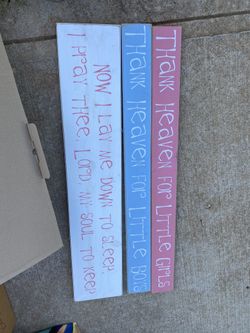 THANK HEAVEN FOR LITTLE GIRLS
THANK HEAVEN FOR LITTLE BOYS
NOW I LAY ME DOWN TO SLEEP,
I PRAY THEE, LORD, MY SOUL TO KEEP